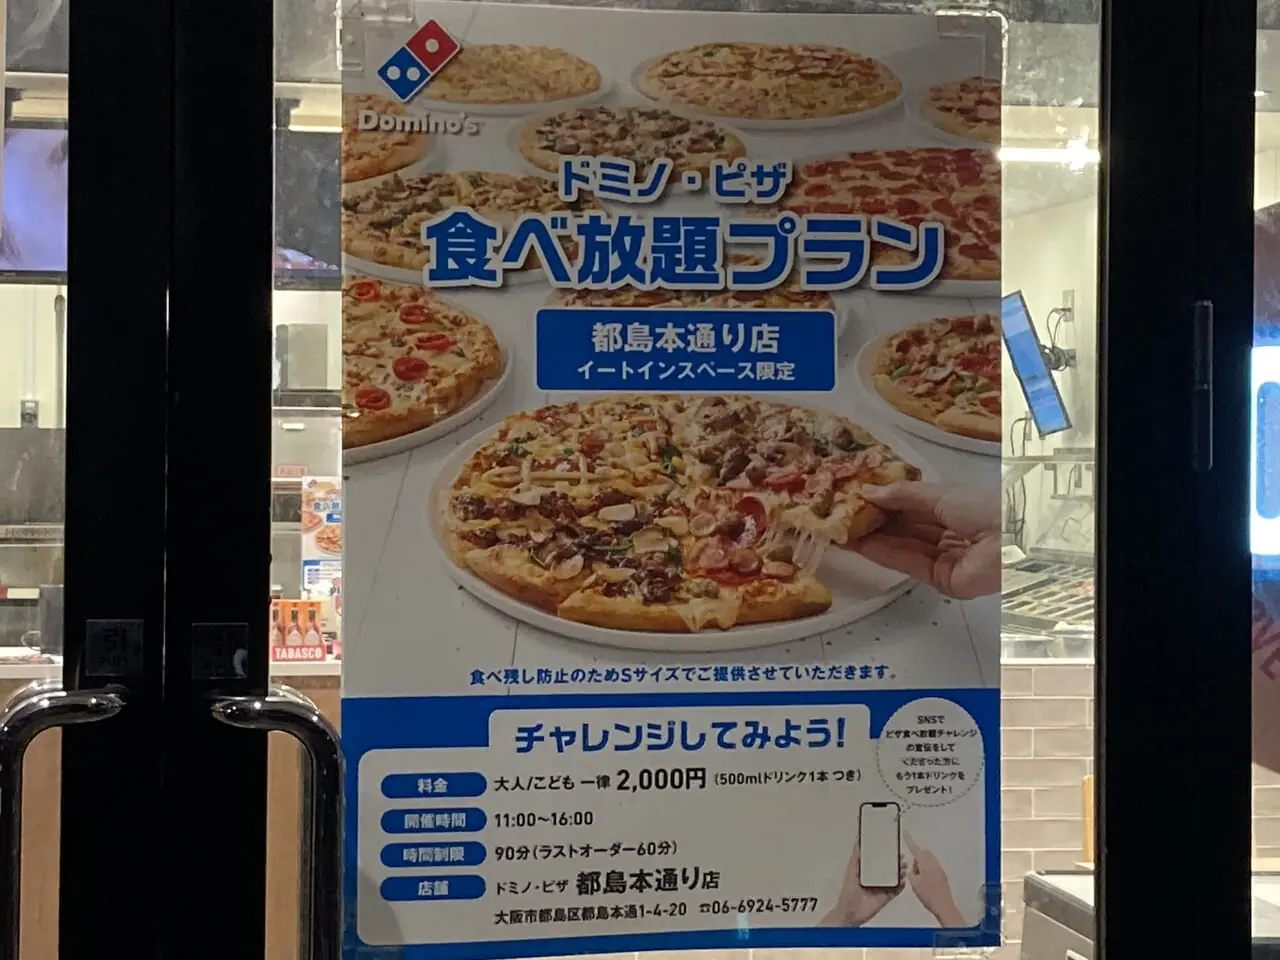 Domino's
ドミノ・ピザ
食べ放題プラン
都島本通り店
イートインスペース限定
食べ残し防止のためSサイズでご提供させていただきます。
チャレンジしてみよう!
SNSで
ピザ食べ放題チャレンジ
の宣伝をして
くださった方に
もう1本ドリンクを
プレゼント!
料金 大人/こども 一律 2,000円 (500mlドリンク1本 つき)
開催時間 11:00~16:00
時間制限 90分(ラストオーダー60分)
店舗 ドミノ・ピザ 都島本通り店
大阪市都島区都島本通1-4-20 ☎06-6924-5777
TABASCO
引
PULL